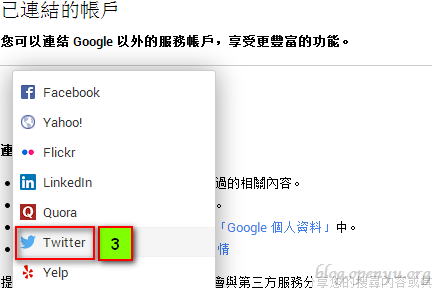 已連結的帳戶
您可以連結 Google 以外的服務帳戶，享受更豐富的功能。
Facebook
Yahoo!
Flickr
LinkedIn
過的相關內容。
Quora
。
Twitter
3
「Google 個人資料」中。
情
Yelp
會與第三方服務分享您的搜尋內容或
blog.openyu.org